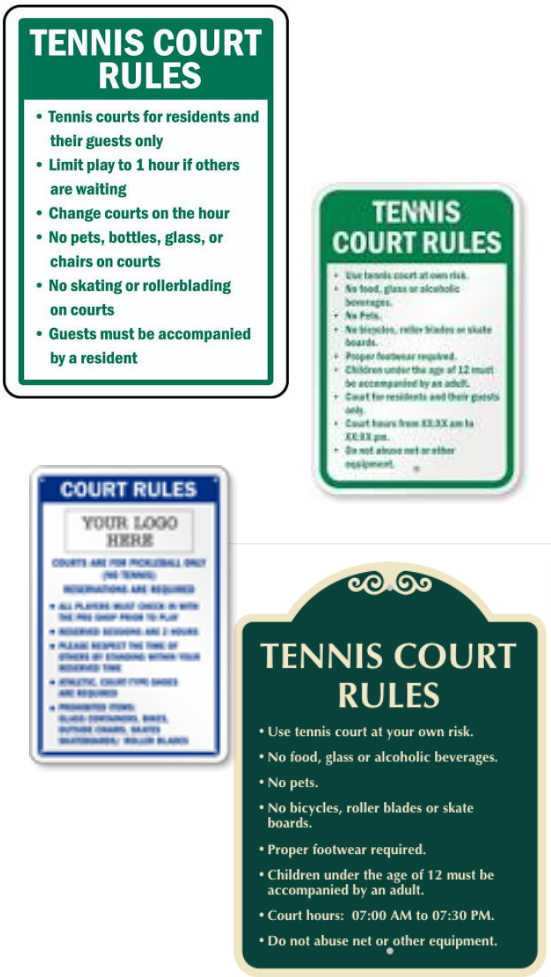 TENNIS COURT
RULES
• Tennis courts for residents and
their guests only
• Limit play to 1 hour if others
are waiting
• Change courts on the hour
• No pets, bottles, glass, or
chairs on courts
• No skating or rollerblading
on courts
• Guests must be accompanied
by a resident
TENNIS
COURT RULES
• Use tennis court at own risk.
• No food, glass or alcoholic
beverages.
• No Pets.
• No bicycles, roller blades or skate
boards.
• Proper footwear required.
• Children under the age of 12 must
be accompanied by an adult.
• Court for residents and their guests
only.
• Court hours from XX:XX am to
XX:XX pm.
• Do not abuse net or other
equipment.
COURT RULES
YOUR LOGO
HERE
COURTS ARE FOR PICKLEBALL ONLY
(NO TENNIS)
RESERVATIONS ARE REQUIRED
• ALL PLAYERS MUST CHECK IN WITH
THE PRO SHOP PRIOR TO PLAY
• RESERVED SESSIONS ARE 2 HOURS
• PLEASE RESPECT THE TIME OF
OTHERS BY STANDING WITHIN YOUR
RESERVED TIME
• ATHLETIC, COURT-TYPE SHOES
ARE REQUIRED
• PROHIBITED ITEMS:
GLASS CONTAINERS, BIKES,
OUTSIDE CHAIRS, SKATES
SKATEBOARDS/ ROLLER BLADES
TENNIS COURT
RULES
• Use tennis court at your own risk.
• No food, glass or alcoholic beverages.
• No pets.
• No bicycles, roller blades or skate
boards.
• Proper footwear required.
• Children under the age of 12 must be
accompanied by an adult.
• Court hours: 07:00 AM to 07:30 PM.
• Do not abuse net or other equipment.